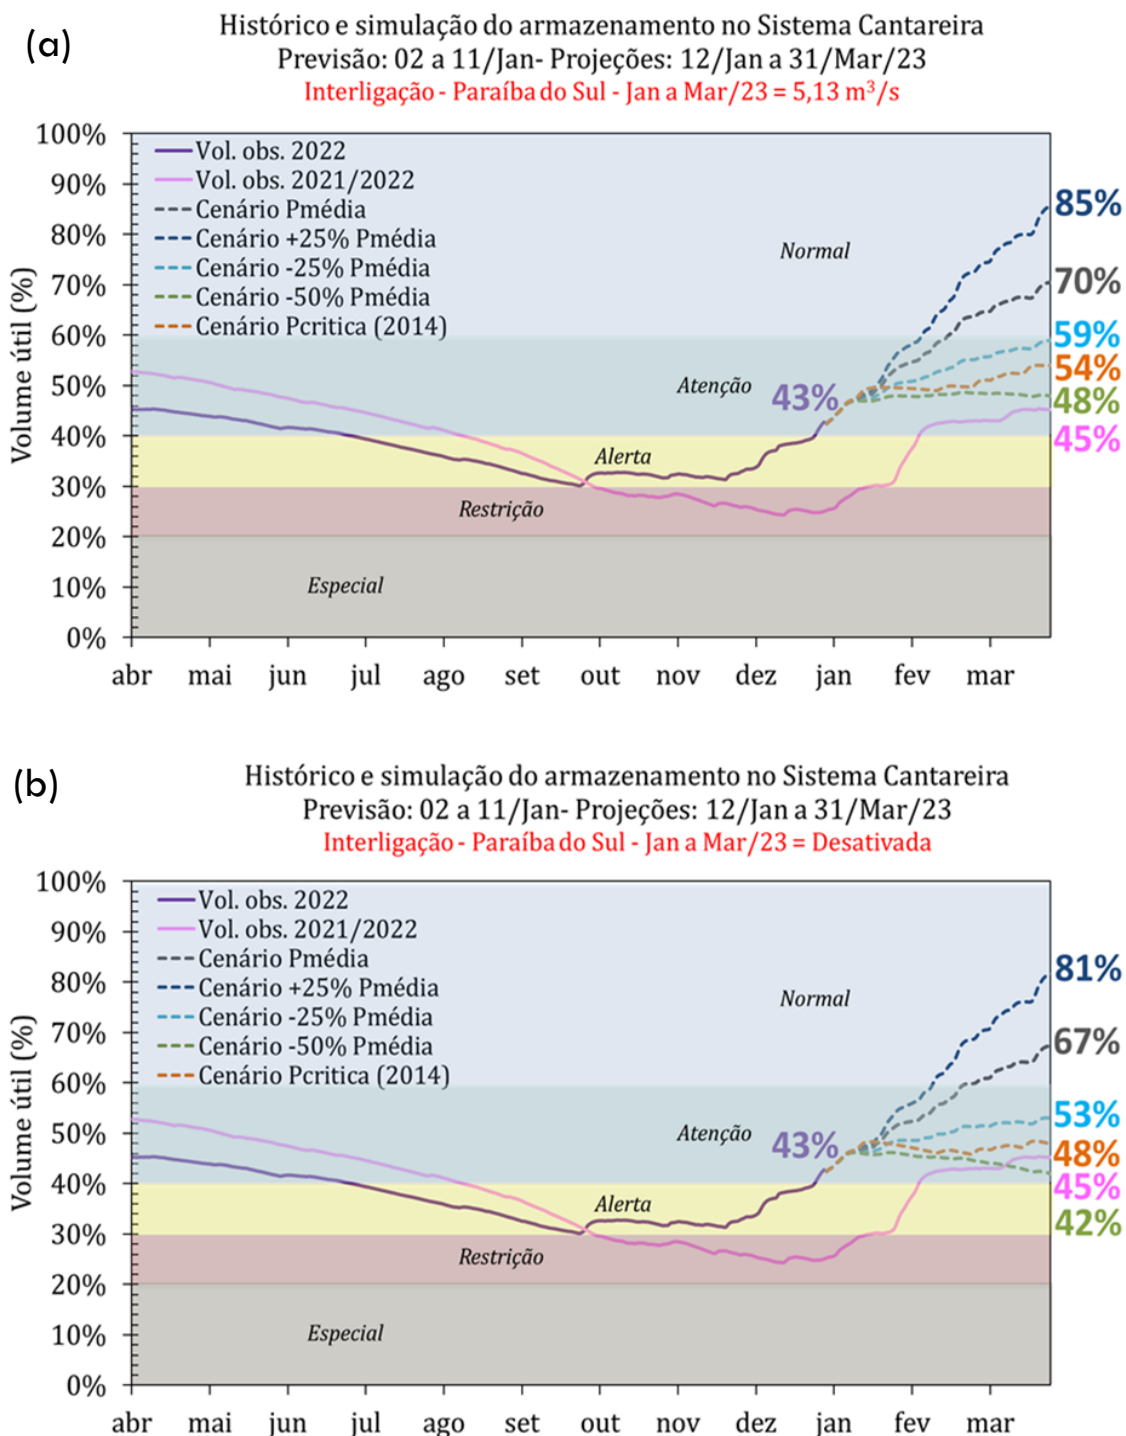 (a)
Histórico e simulação do armazenamento no Sistema Cantareira
Previsão: 02 a 11/Jan- Projeções: 12/Jan a 31/Mar/23
Interligação - Paraíba do Sul - Jan a Mar/23 = 5,13 m³/s
Volume útil (%)
100%
90%
80%
70%
60%
50%
40%
30%
20%
10%
0%
Vol. obs. 2022
Vol. obs. 2021/2022
Cenário Pmédia
Cenário +25% Pmédia
Cenário -25% Pmédia
Cenário -50% Pmédia
Cenário Pcritica (2014)
Normal
Atenção
Alerta
Restrição
Especial
43%
85%
70%
59%
54%
48%
45%
abr mai jun jul ago set out nov dez jan fev mar
(b)
Histórico e simulação do armazenamento no Sistema Cantareira
Previsão: 02 a 11/Jan- Projeções: 12/Jan a 31/Mar/23
Interligação - Paraíba do Sul - Jan a Mar/23 = Desativada
Volume útil (%)
100%
90%
80%
70%
60%
50%
40%
30%
20%
10%
0%
Vol. obs. 2022
Vol. obs. 2021/2022
Cenário Pmédia
Cenário +25% Pmédia
Cenário -25% Pmédia
Cenário -50% Pmédia
Cenário Pcritica (2014)
Normal
Atenção
Alerta
Restrição
Especial
43%
81%
67%
53%
48%
45%
42%
abr mai jun jul ago set out nov dez jan fev mar